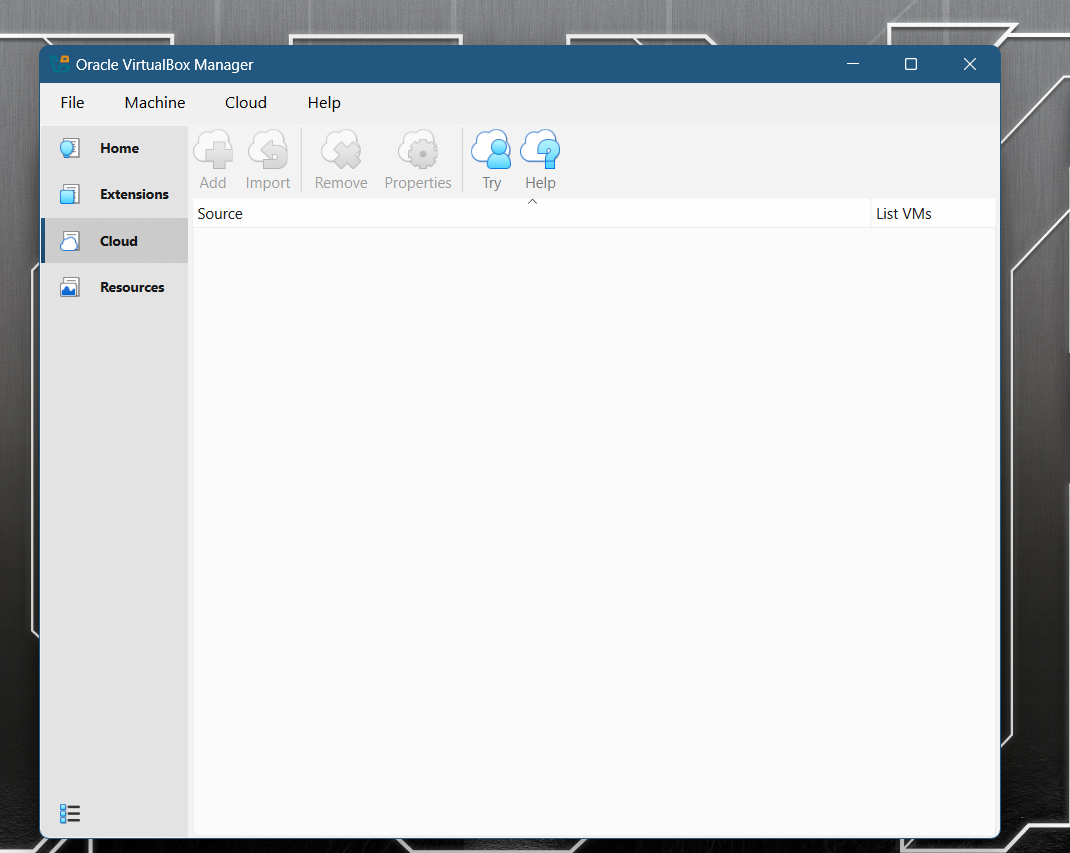 Oracle VirtualBox Manager
File Machine Cloud Help
Home
Extensions
Cloud
Resources
Add Import Remove Properties Try Help
Source List VMs